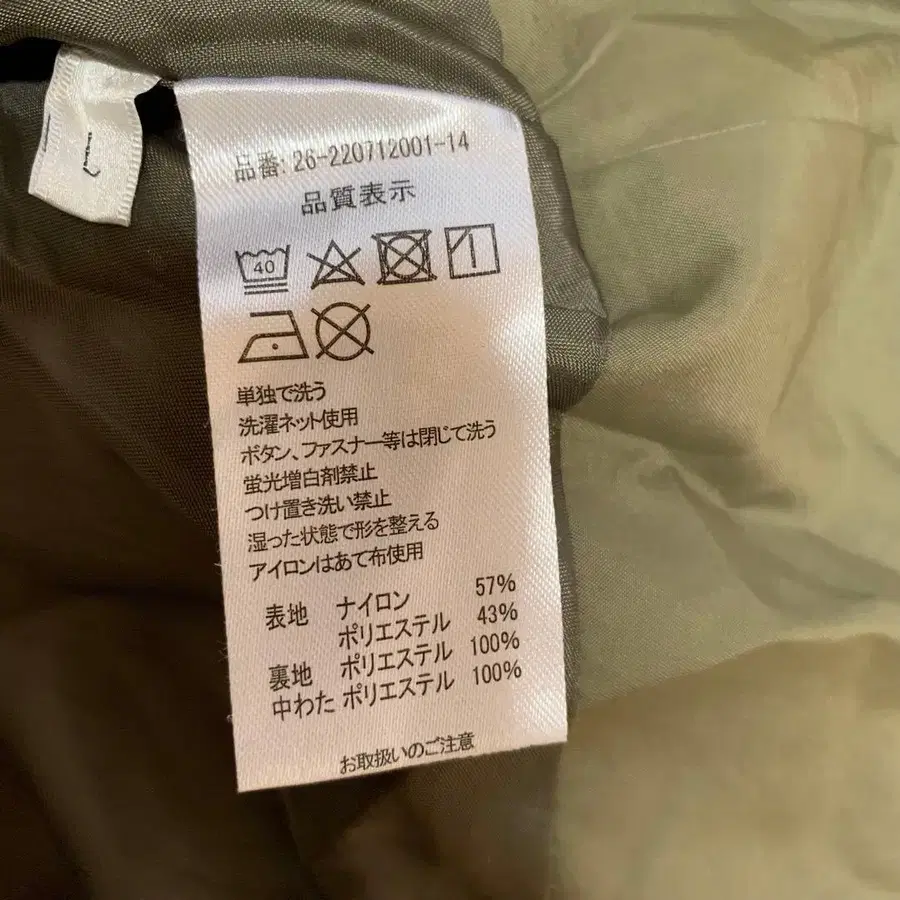 品番: 26-220712001-14
品質表示
40
単独で洗う
洗濯ネット使用
ボタン、ファスナー等は閉じて洗う
蛍光増白剤禁止
つけ置き洗い禁止
湿った状態で形を整える
アイロンはあて布使用
表地 ナイロン 57%
ポリエステル 43%
裏地 ポリエステル 100%
中わた ポリエステル 100%
お取扱いのご注意